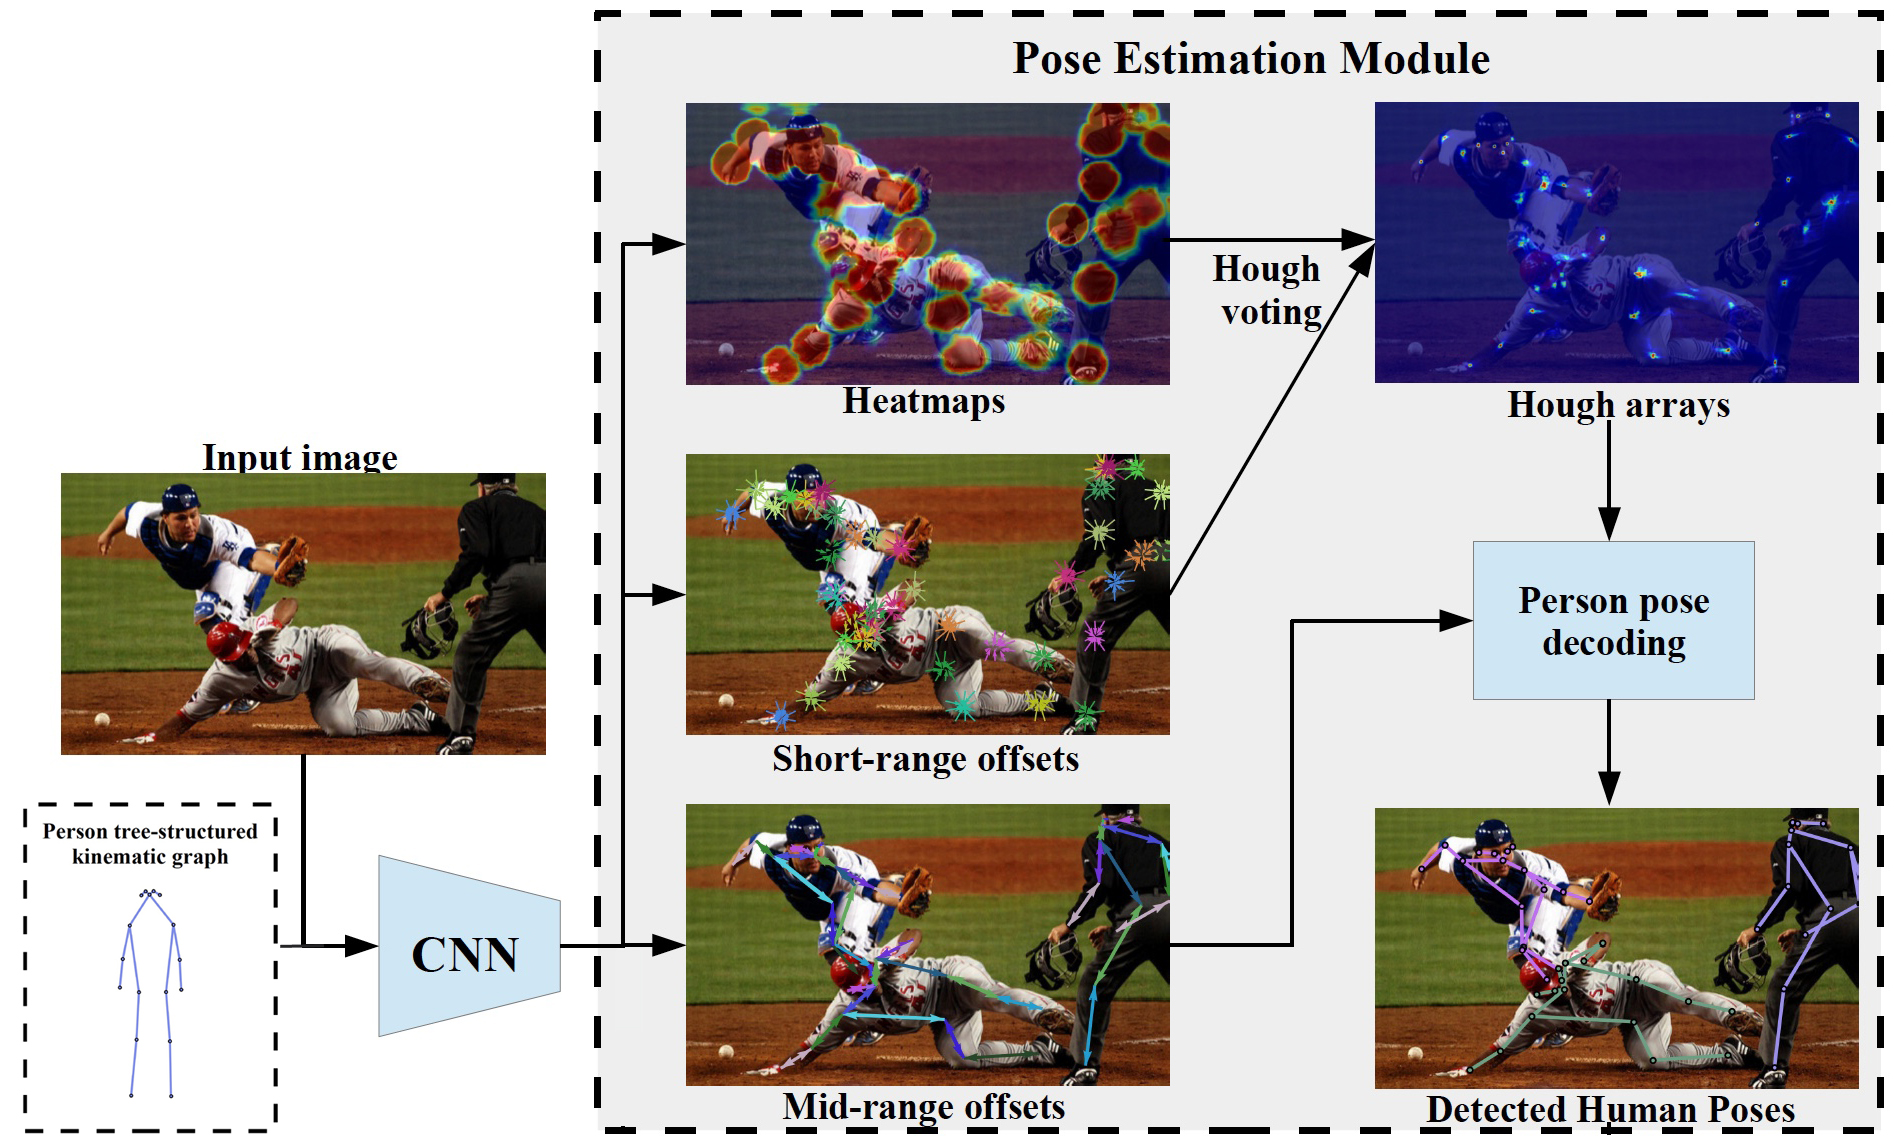 Pose Estimation Module
Heatmaps
Hough
voting
Hough arrays
Input image
Short-range offsets
Person pose
decoding
Person tree-structured
kinematic graph
CNN
Mid-range offsets
Detected Human Poses